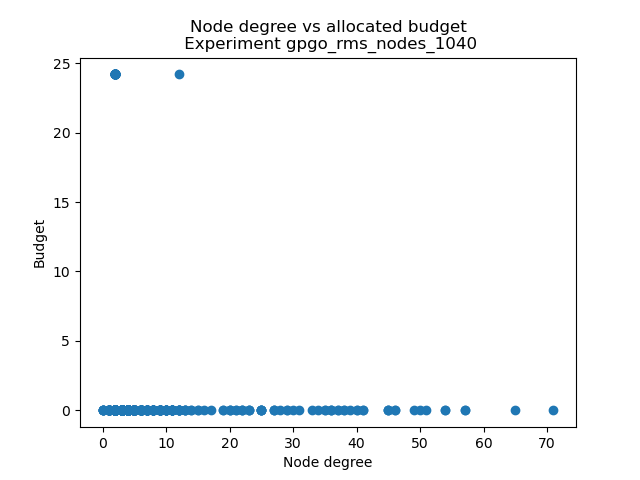 Node degree vs allocated budget
Experiment gpgo_rms_nodes_1040
25
20
15
10
5
0
Budget
0 10 20 30 40 50 60 70
Node degree